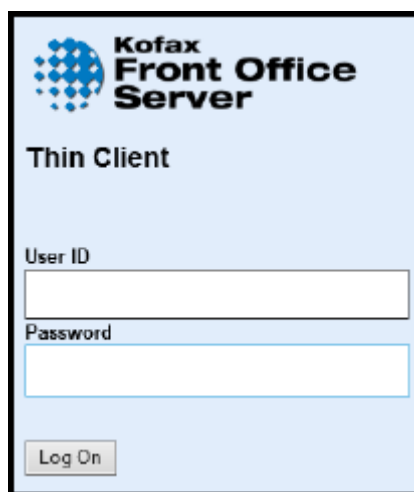 Kofax
Front Office
Server
Thin Client
User ID
Password
Log On